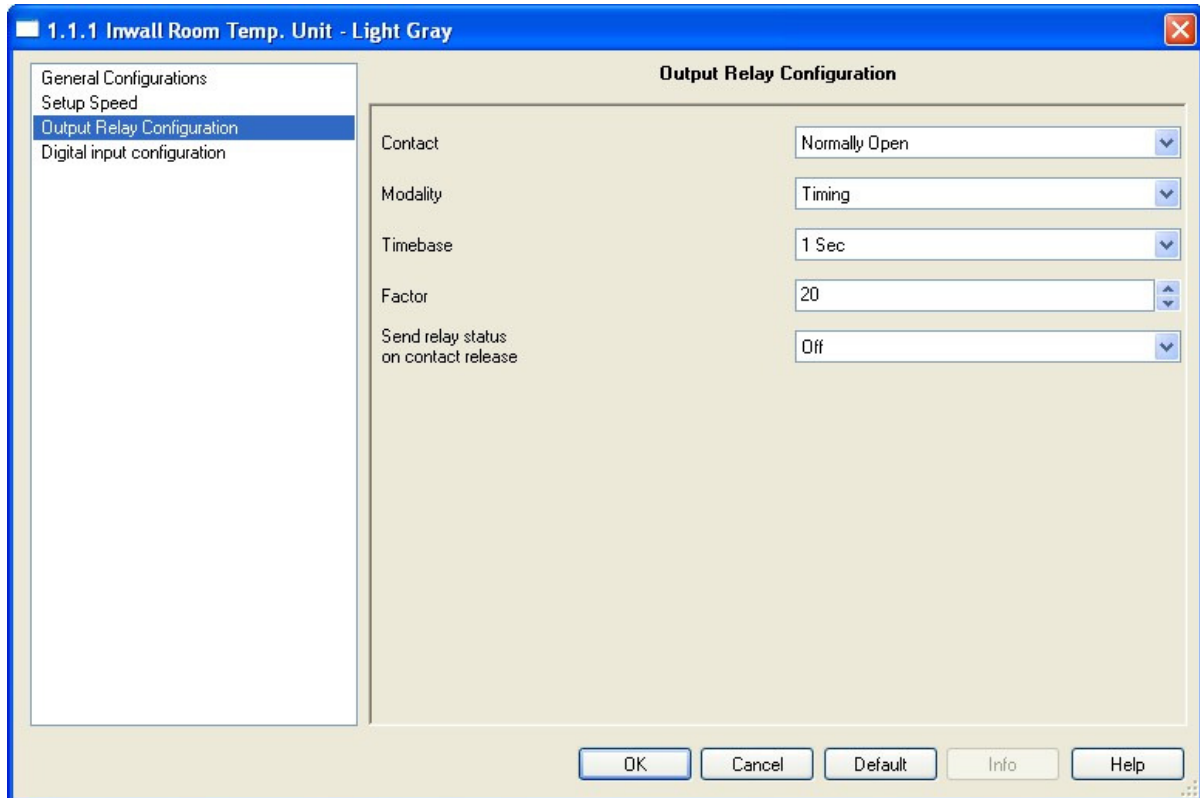 1.1.1 Inwall Room Temp. Unit - Light Gray
General Configurations
Setup Speed
Output Relay Configuration
Digital input configuration
Output Relay Configuration
Contact
Normally Open
Modality
Timing
Timebase
1 Sec
Factor
20
Send relay status
on contact release
Off
OK
Cancel
Default
Info
Help